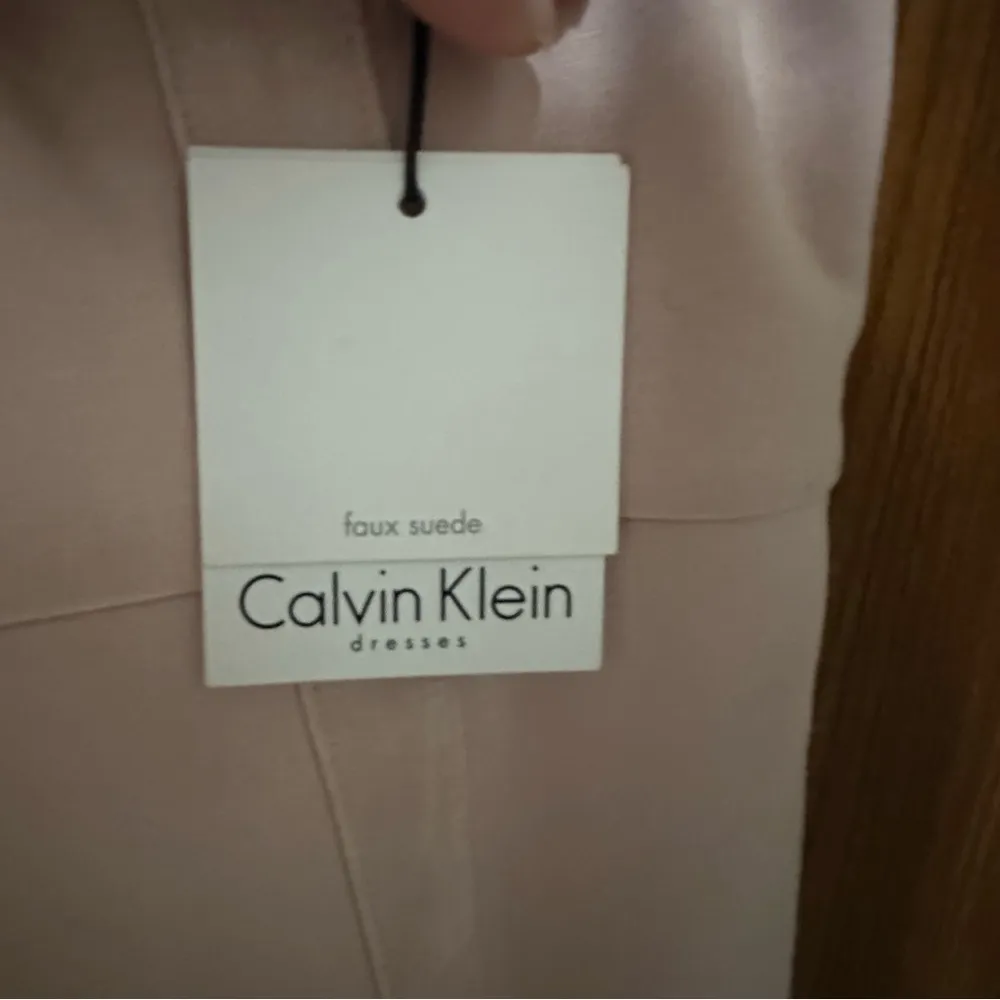 faux suede
Calvin Klein
dresses